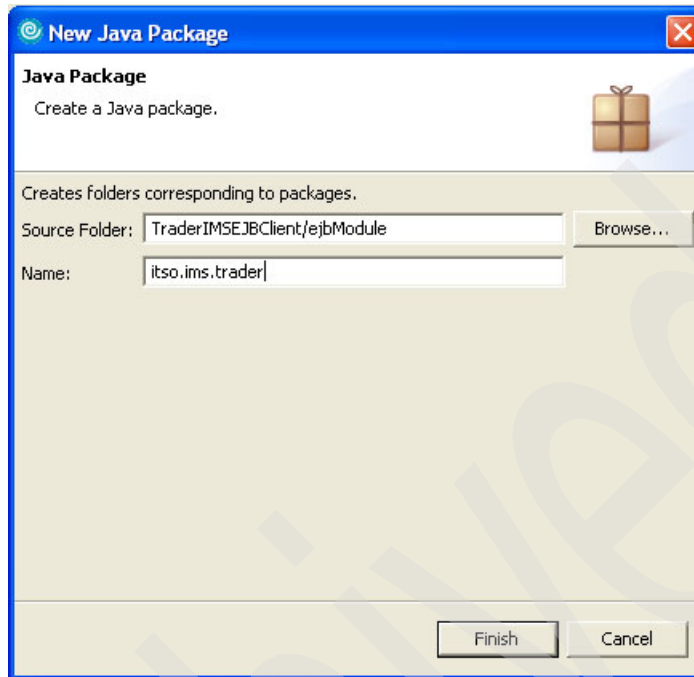 New Java Package
Java Package
Create a Java package.
Creates folders corresponding to packages.
Source Folder: TraderIMSEJBClient/ejbModule Browse...
Name: itso.ims.trader
Finish Cancel